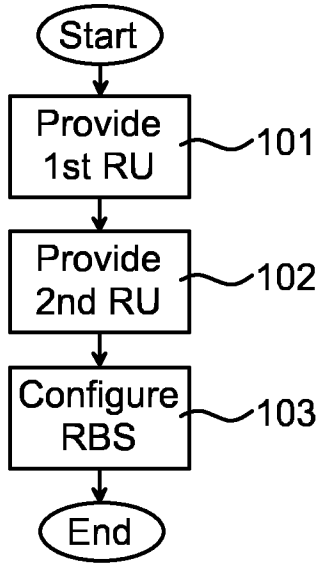 Start
Provide
1st RU
101
Provide
2nd RU
102
Configure
RBS
103
End